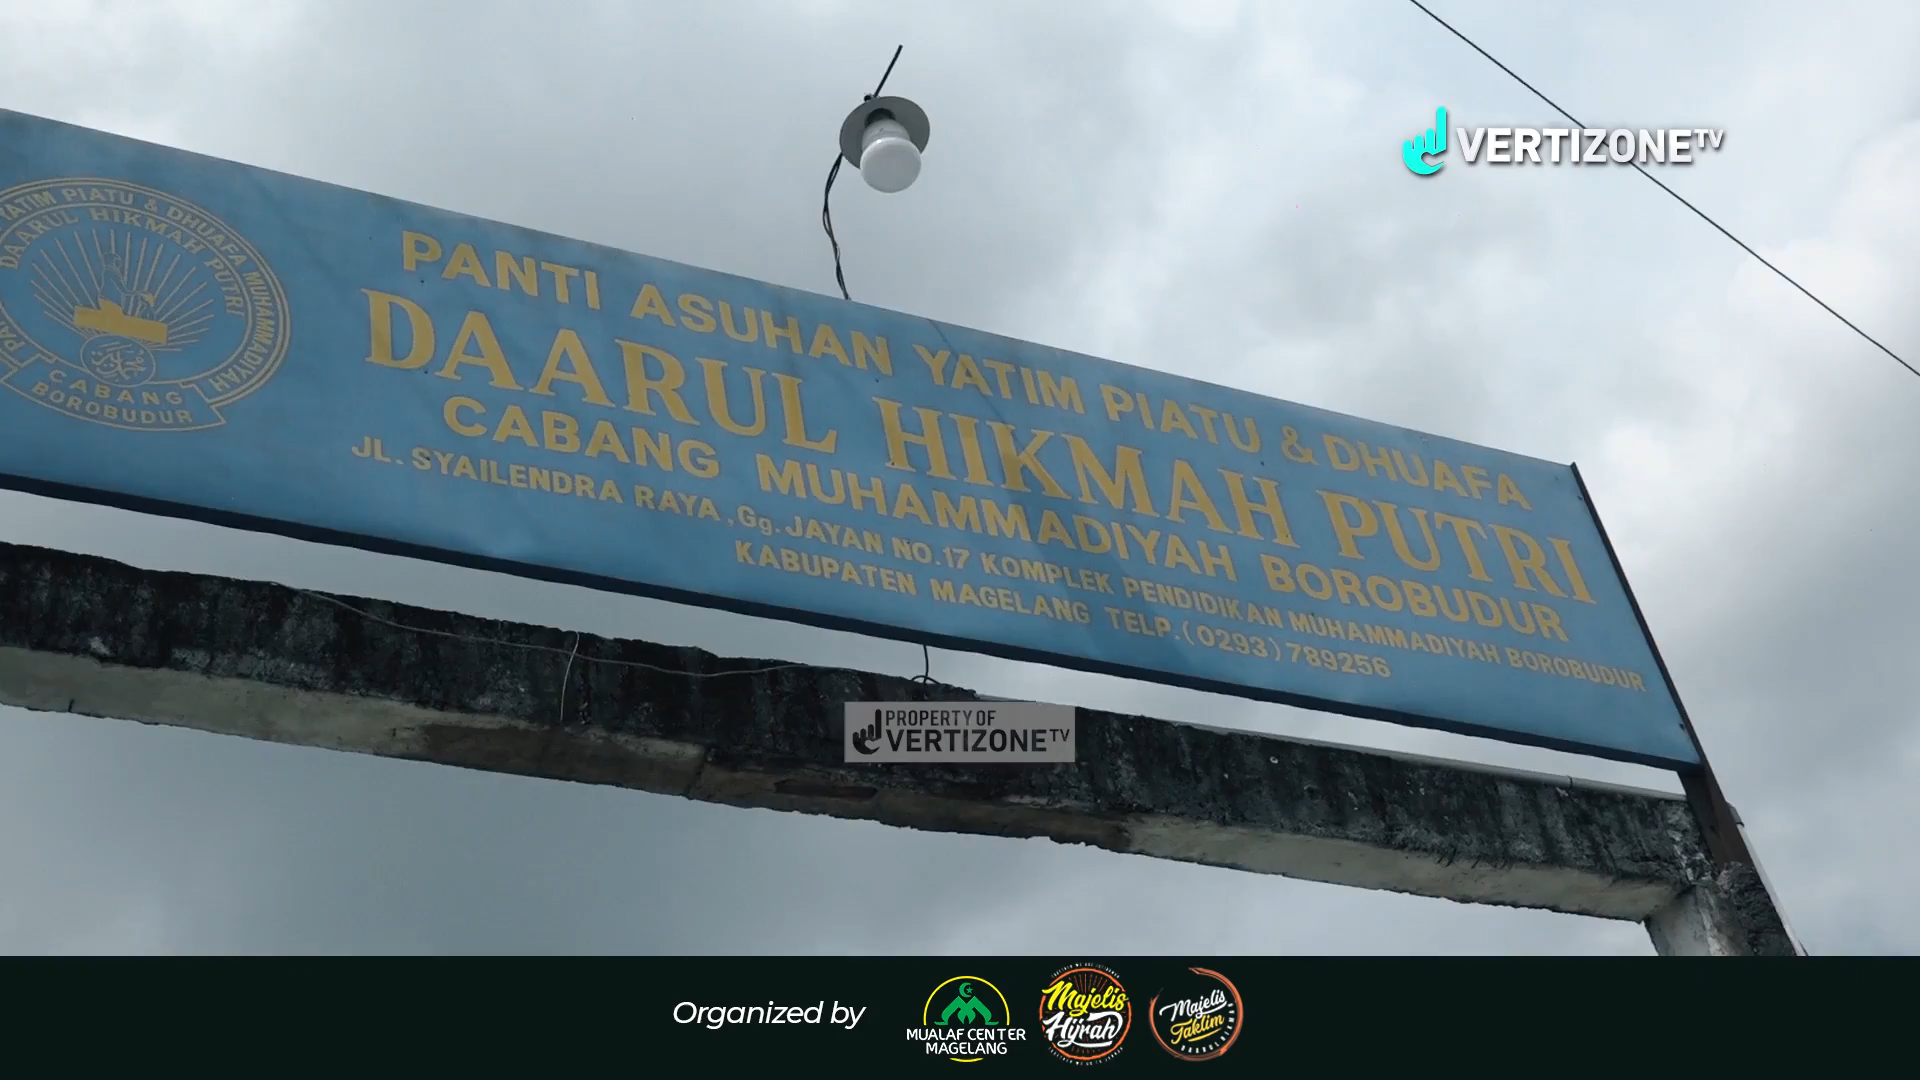 VERTIZONE TV
YATIM PIATU & DHUAFA MUHAMMADIYAH
DAARUL HIKMAH PUTRI
CABANG
BOROBUDUR
PANTI ASUHAN YATIM PIATU & DHUAFA
DAARUL HIKMAH PUTRI
CABANG MUHAMMADIYAH BOROBUDUR
JL. SYAILENDRA RAYA, Gg. JAYAN NO.17 KOMPLEK PENDIDIKAN MUHAMMADIYAH BOROBUDUR
KABUPATEN MAGELANG TELP. (0293) 789256
PROPERTY OF
VERTIZONE TV
Organized by
MUALAF CENTER
MAGELANG
Majelis
Hijrah
Majelis
Taklim